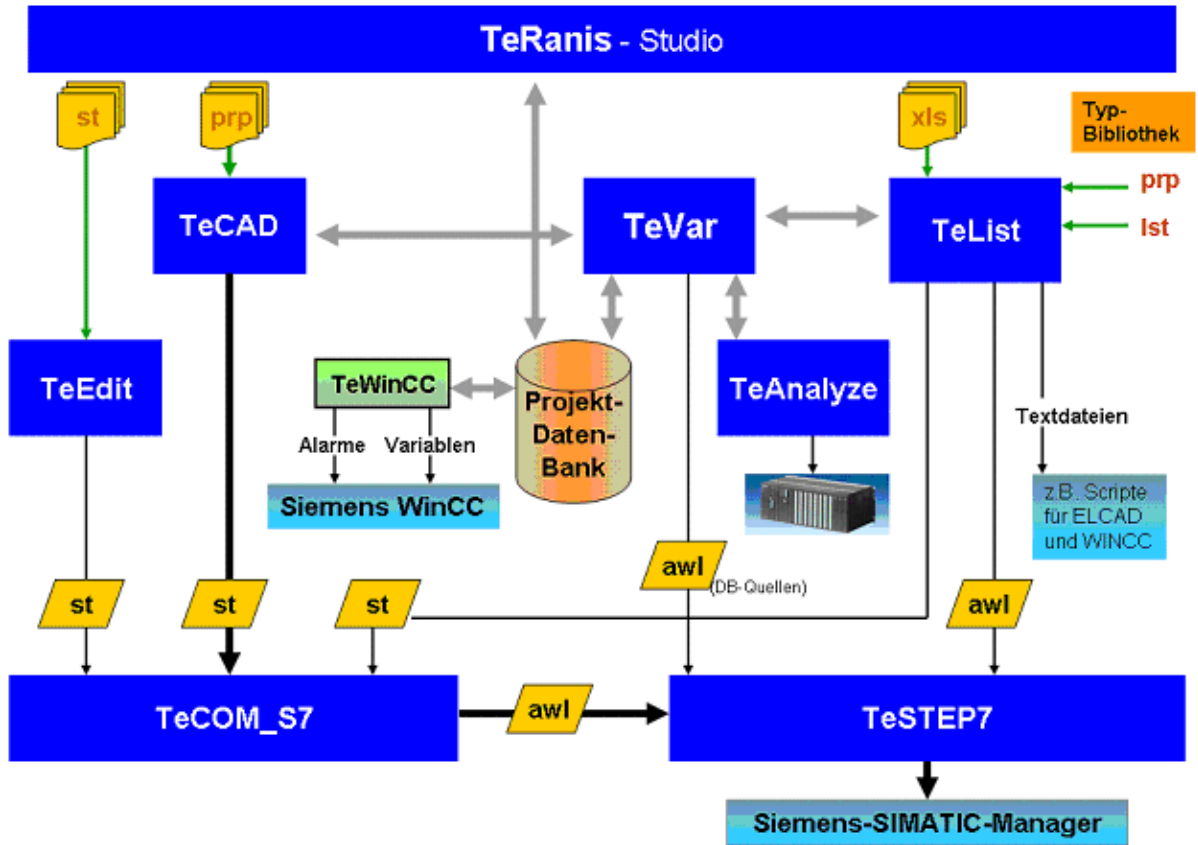 TeRanis - Studio
st
prp
xls
Typ-
Bibliothek
prp
lst
TeCAD
TeVar
TeList
TeEdit
TeWinCC
Alarme
Variablen
Siemens WinCC
Projekt-
Daten-
Bank
TeAnalyze
Textdateien
z.B. Scripte
für ELCAD
und WINCC
st
st
st
awl
(DB-Quellen)
awl
TeCOM_S7
awl
TeSTEP7
Siemens-SIMATIC-Manager